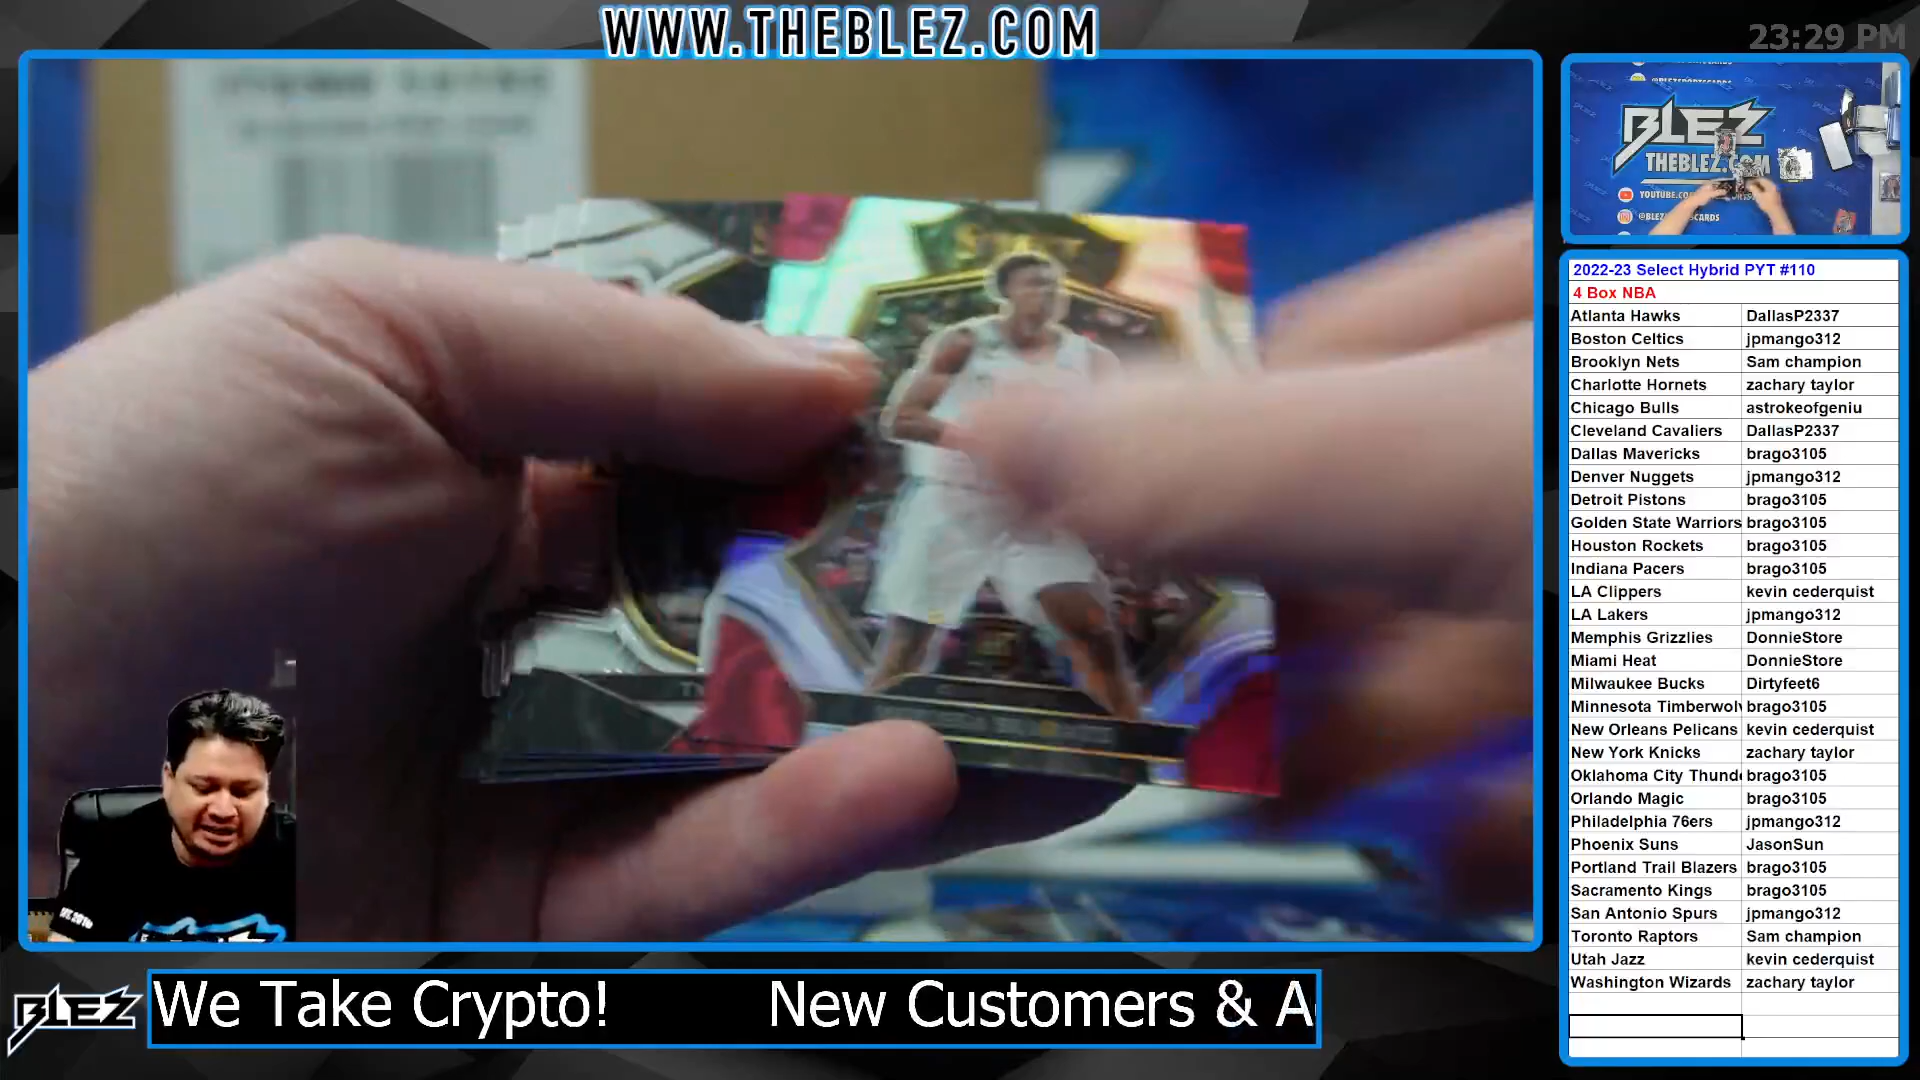 WWW.THEBLEZ.COM
23:29 PM
BLEZ
THEBLEZ.COM
2022-23 Select Hybrid PYT #110
4 Box NBA
Atlanta Hawks DallasP2337
Boston Celtics jpmango312
Brooklyn Nets Sam champion
Charlotte Hornets zachary taylor
Chicago Bulls astrokeofgeniu
Cleveland Cavaliers DallasP2337
Dallas Mavericks brago3105
Denver Nuggets jpmango312
Detroit Pistons brago3105
Golden State Warriors brago3105
Houston Rockets brago3105
Indiana Pacers brago3105
LA Clippers kevin cederquist
LA Lakers jpmango312
Memphis Grizzlies DonnieStore
Miami Heat DonnieStore
Milwaukee Bucks Dirtyfeet6
Minnesota Timberwolv brago3105
New Orleans Pelicans kevin cederquist
New York Knicks zachary taylor
Oklahoma City Thunde brago3105
Orlando Magic brago3105
Philadelphia 76ers jpmango312
Phoenix Suns JasonSun
Portland Trail Blazers brago3105
Sacramento Kings brago3105
San Antonio Spurs jpmango312
Toronto Raptors Sam champion
Utah Jazz kevin cederquist
Washington Wizards zachary taylor
BLEZ
We Take Crypto! New Customers & A